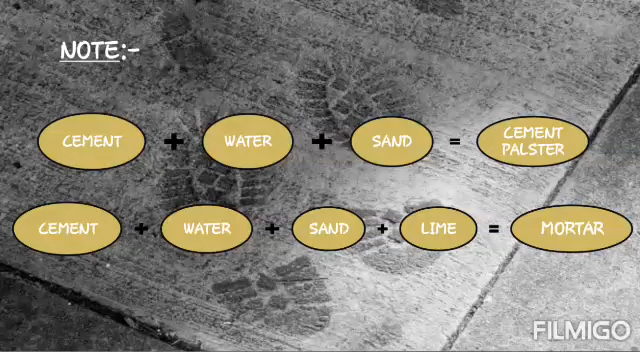 NOTE:-
CEMENT + WATER + SAND = CEMENT PALSTER
CEMENT + WATER + SAND + LIME = MORTAR
FILMIGO